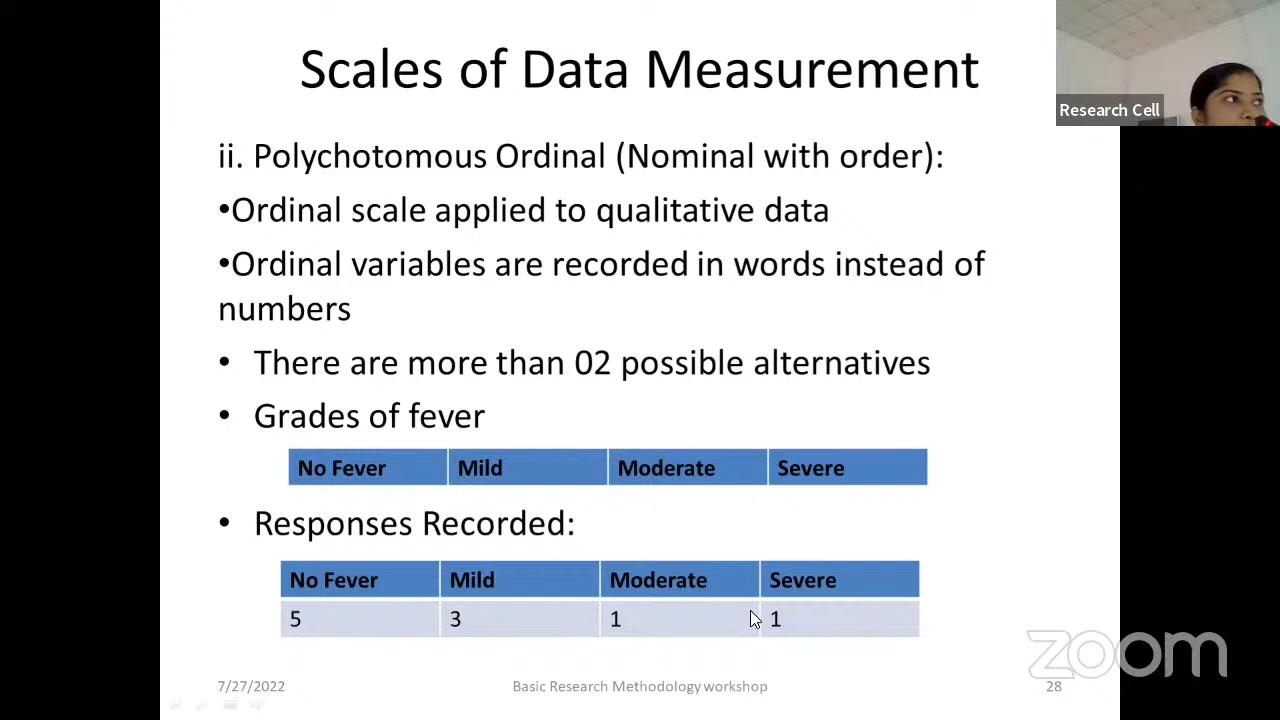 Scales of Data Measurement
Research Cell
ii. Polychotomous Ordinal (Nominal with order):
•Ordinal scale applied to qualitative data
•Ordinal variables are recorded in words instead of
numbers
• There are more than 02 possible alternatives
• Grades of fever
No Fever Mild Moderate Severe
• Responses Recorded:
No Fever Mild Moderate Severe
5 3 1 1
zoom
7/27/2022 Basic Research Methodology workshop 28